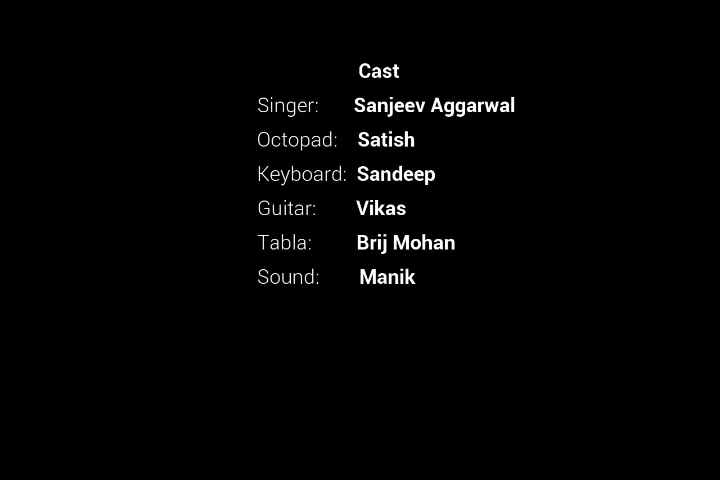 Cast
Singer: Sanjeev Aggarwal
Octopad: Satish
Keyboard: Sandeep
Guitar: Vikas
Tabla: Brij Mohan
Sound: Manik